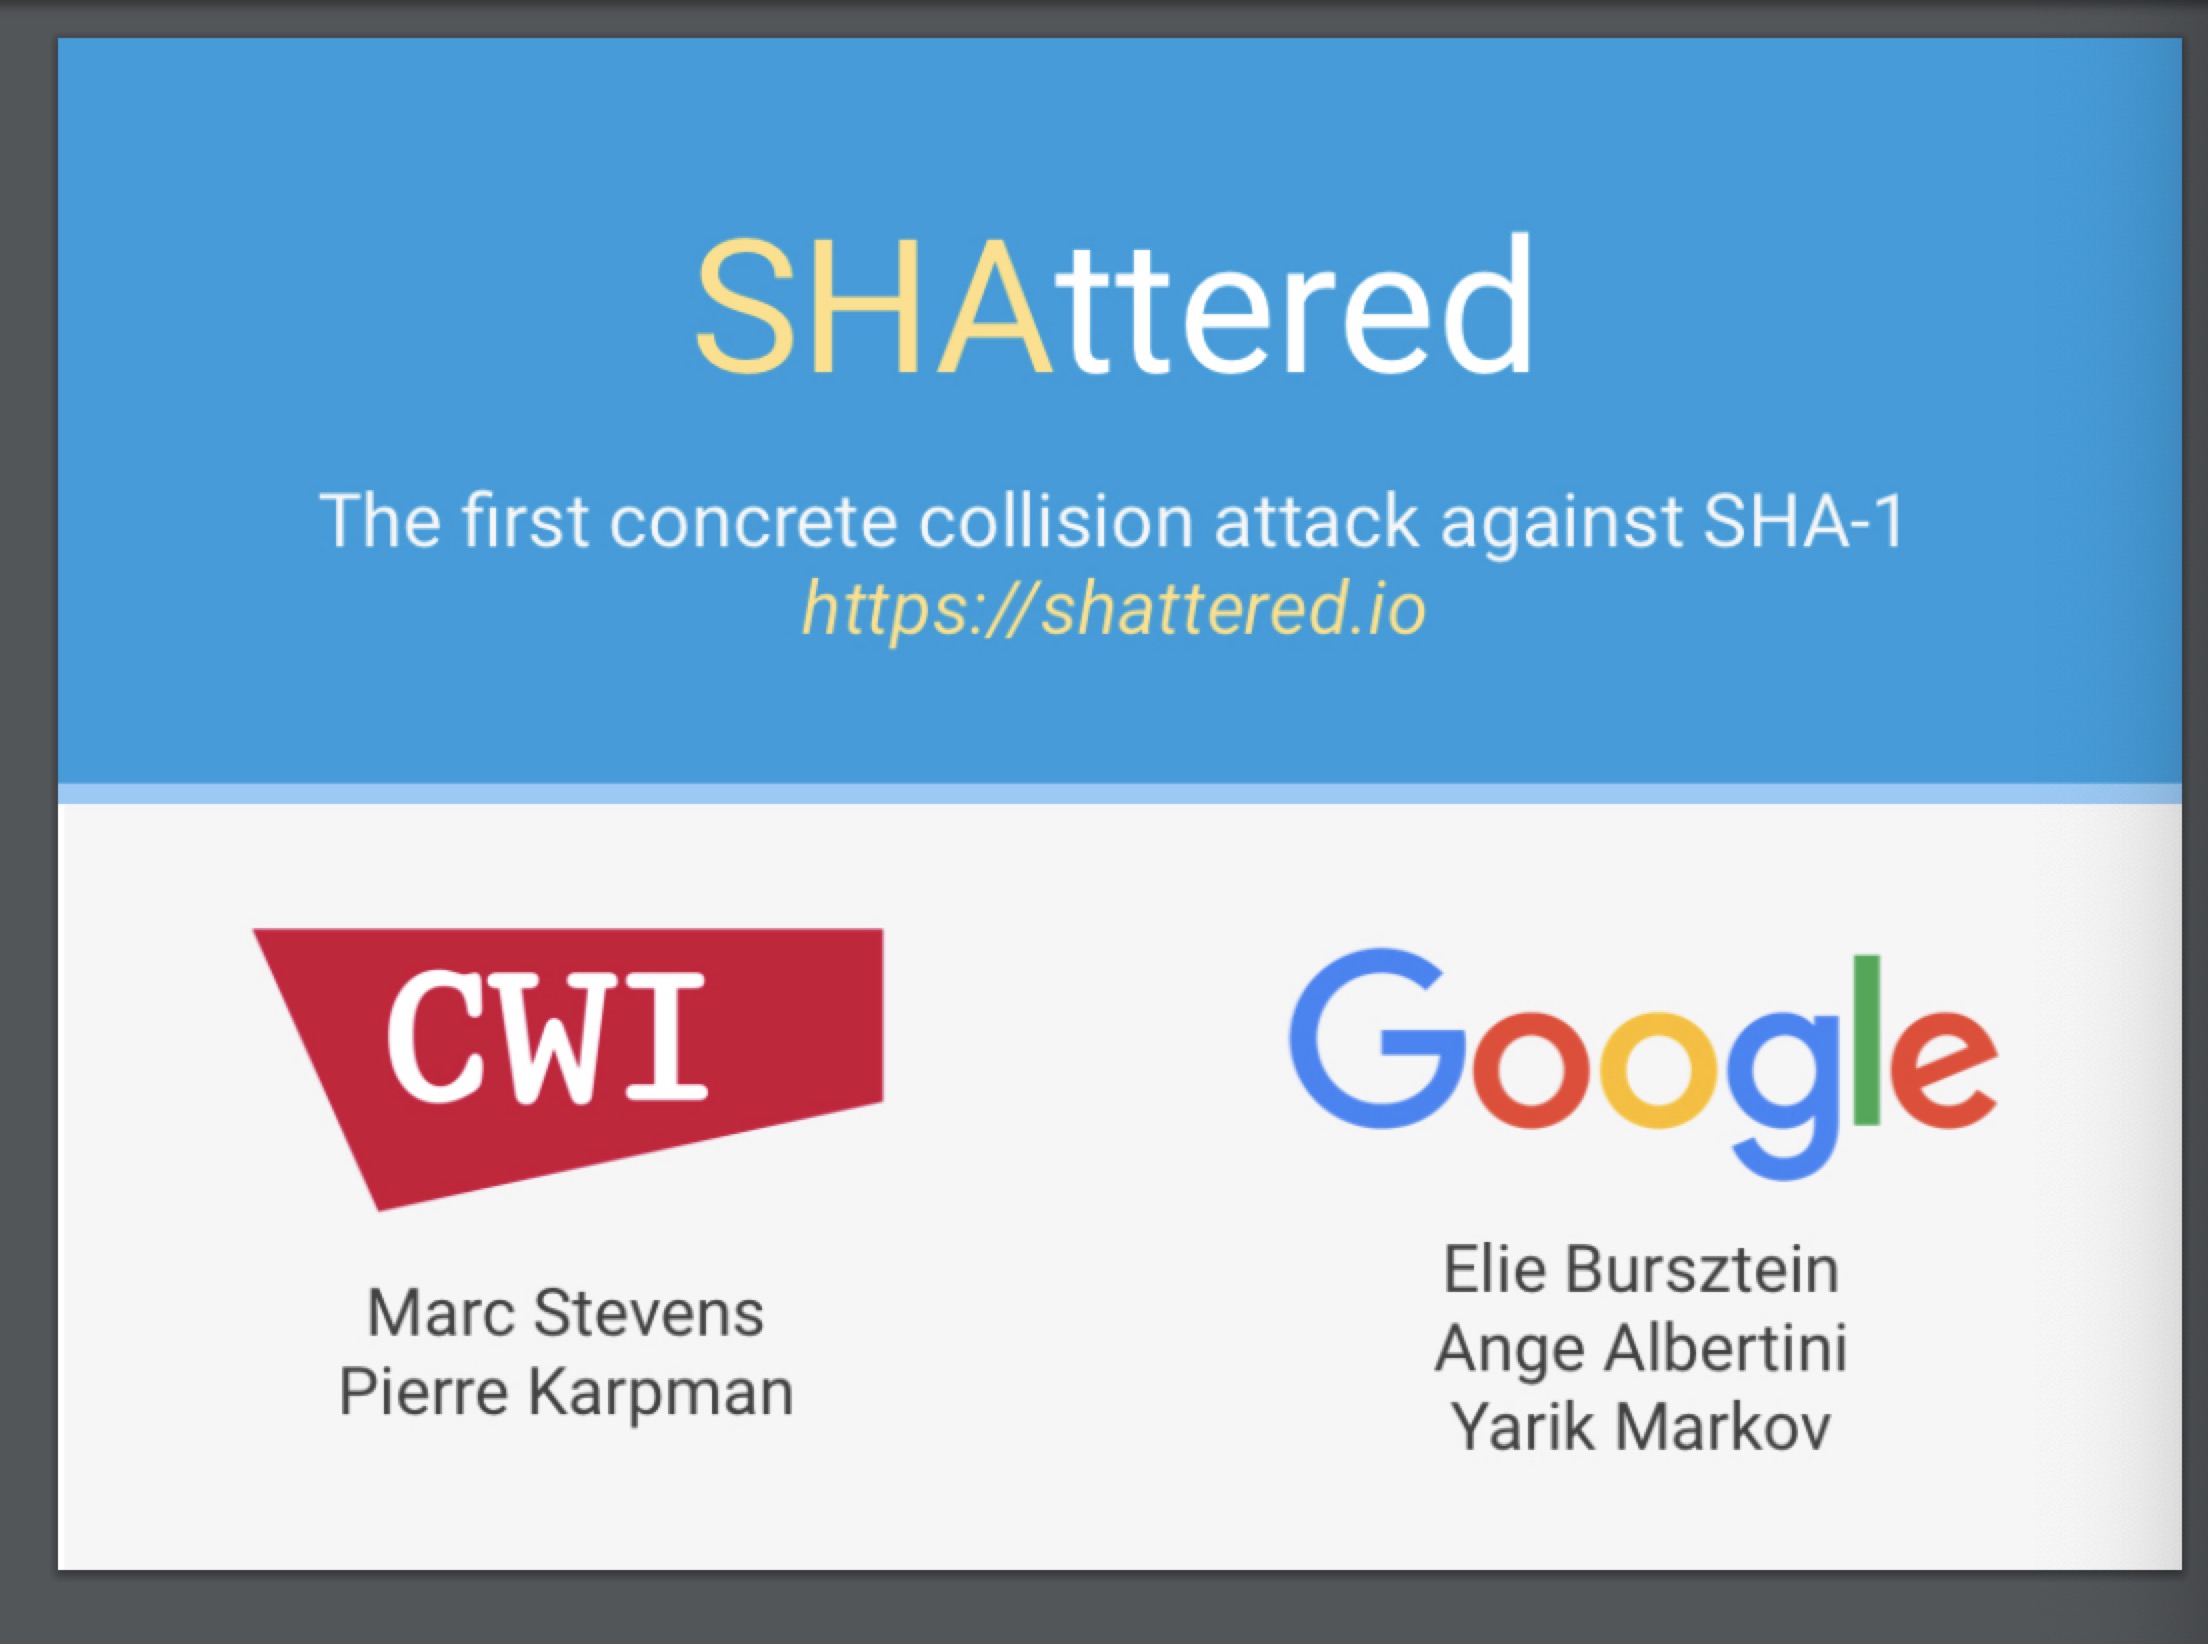 SHAttered
The first concrete collision attack against SHA-1
https://shattered.io
CWI
Marc Stevens
Pierre Karpman
Google
Elie Bursztein
Ange Albertini
Yarik Markov